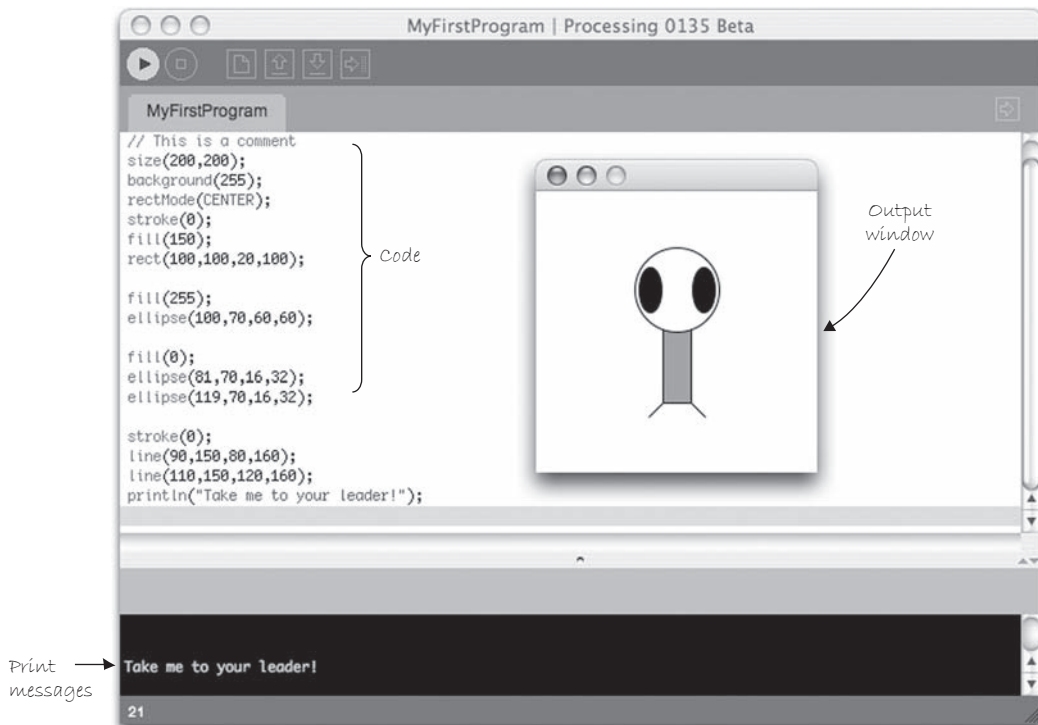 MyFirstProgram | Processing 0135 Beta
MyFirstProgram
// This is a comment
size(200,200);
background(255);
rectMode(CENTER);
stroke(0);
fill(150);
rect(100,100,20,100);
fill(255);
ellipse(100,70,60,60);
fill(0);
ellipse(81,70,16,32);
ellipse(119,70,16,32);
stroke(0);
line(90,150,80,160);
line(110,150,120,160);
println("Take me to your leader!");
Code
Output
window
Print
messages
Take me to your leader!
21